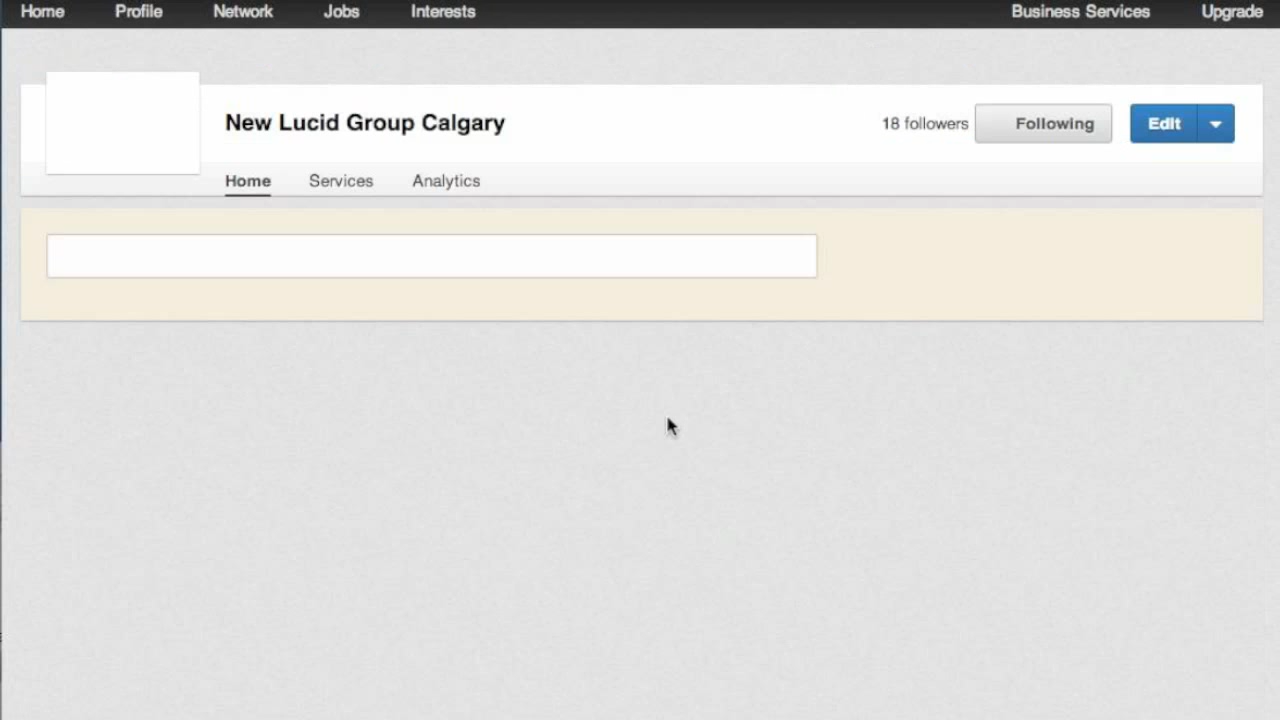 Home Profile Network Jobs Interests Business Services Upgrade
New Lucid Group Calgary
18 followers Following Edit
Home Services Analytics